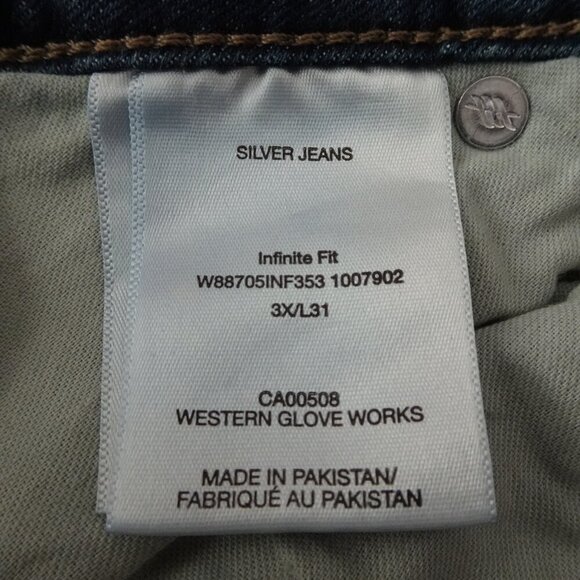 SILVER JEANS
Infinite Fit
W88705INF353 1007902
3X/L31
CA00508
WESTERN GLOVE WORKS
MADE IN PAKISTAN/
FABRIQUÉ AU PAKISTAN